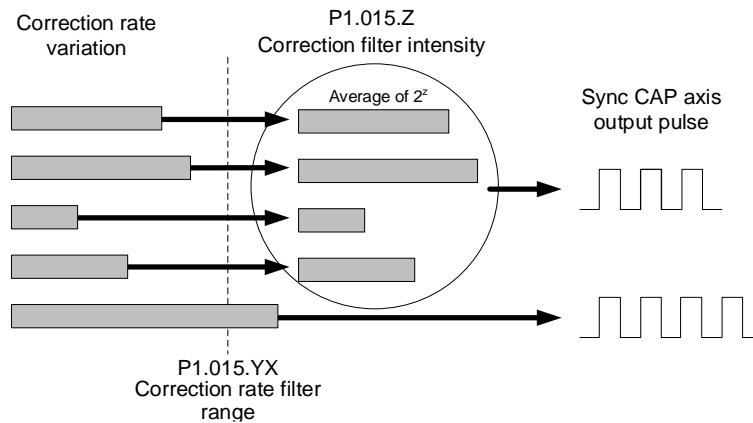 Correction rate
variation
P1.015.Z
Correction filter intensity
Average of 2ᶻ
Sync CAP axis
output pulse
P1.015.YX
Correction rate filter
range